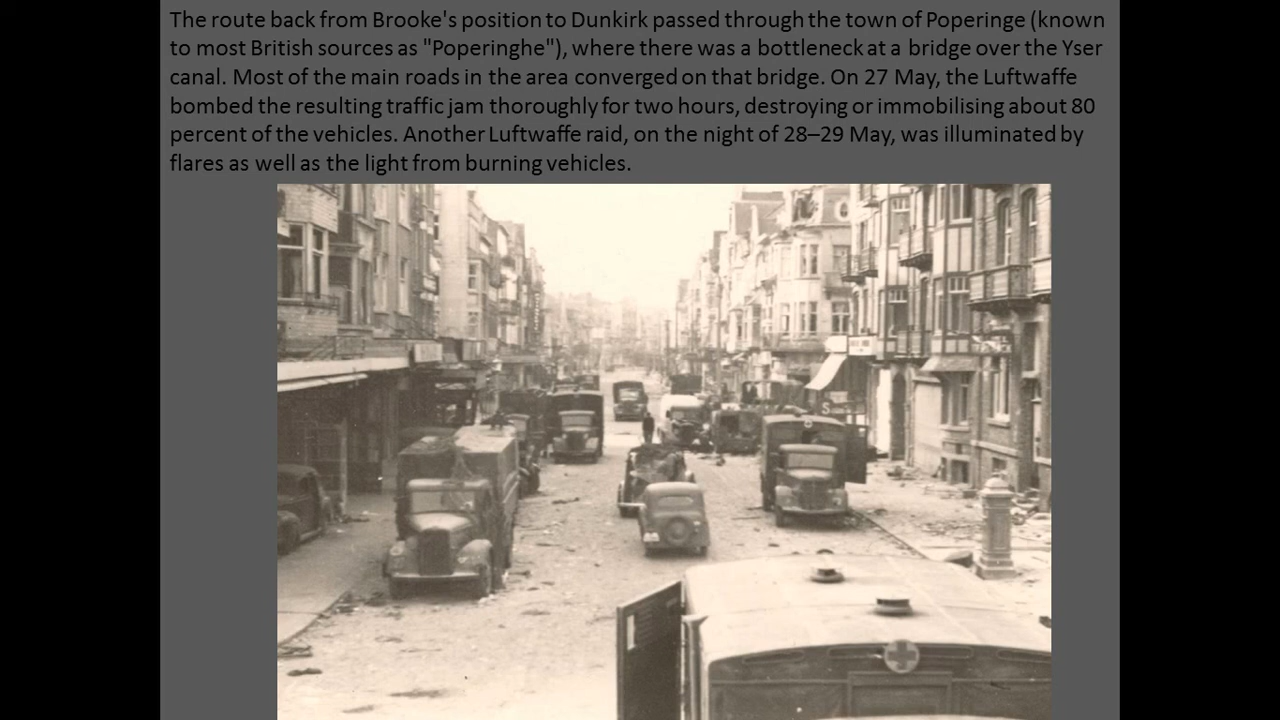 The route back from Brooke's position to Dunkirk passed through the town of Poperinge (known
to most British sources as "Poperinghe"), where there was a bottleneck at a bridge over the Yser
canal. Most of the main roads in the area converged on that bridge. On 27 May, the Luftwaffe
bombed the resulting traffic jam thoroughly for two hours, destroying or immobilising about 80
percent of the vehicles. Another Luftwaffe raid, on the night of 28–29 May, was illuminated by
flares as well as the light from burning vehicles.